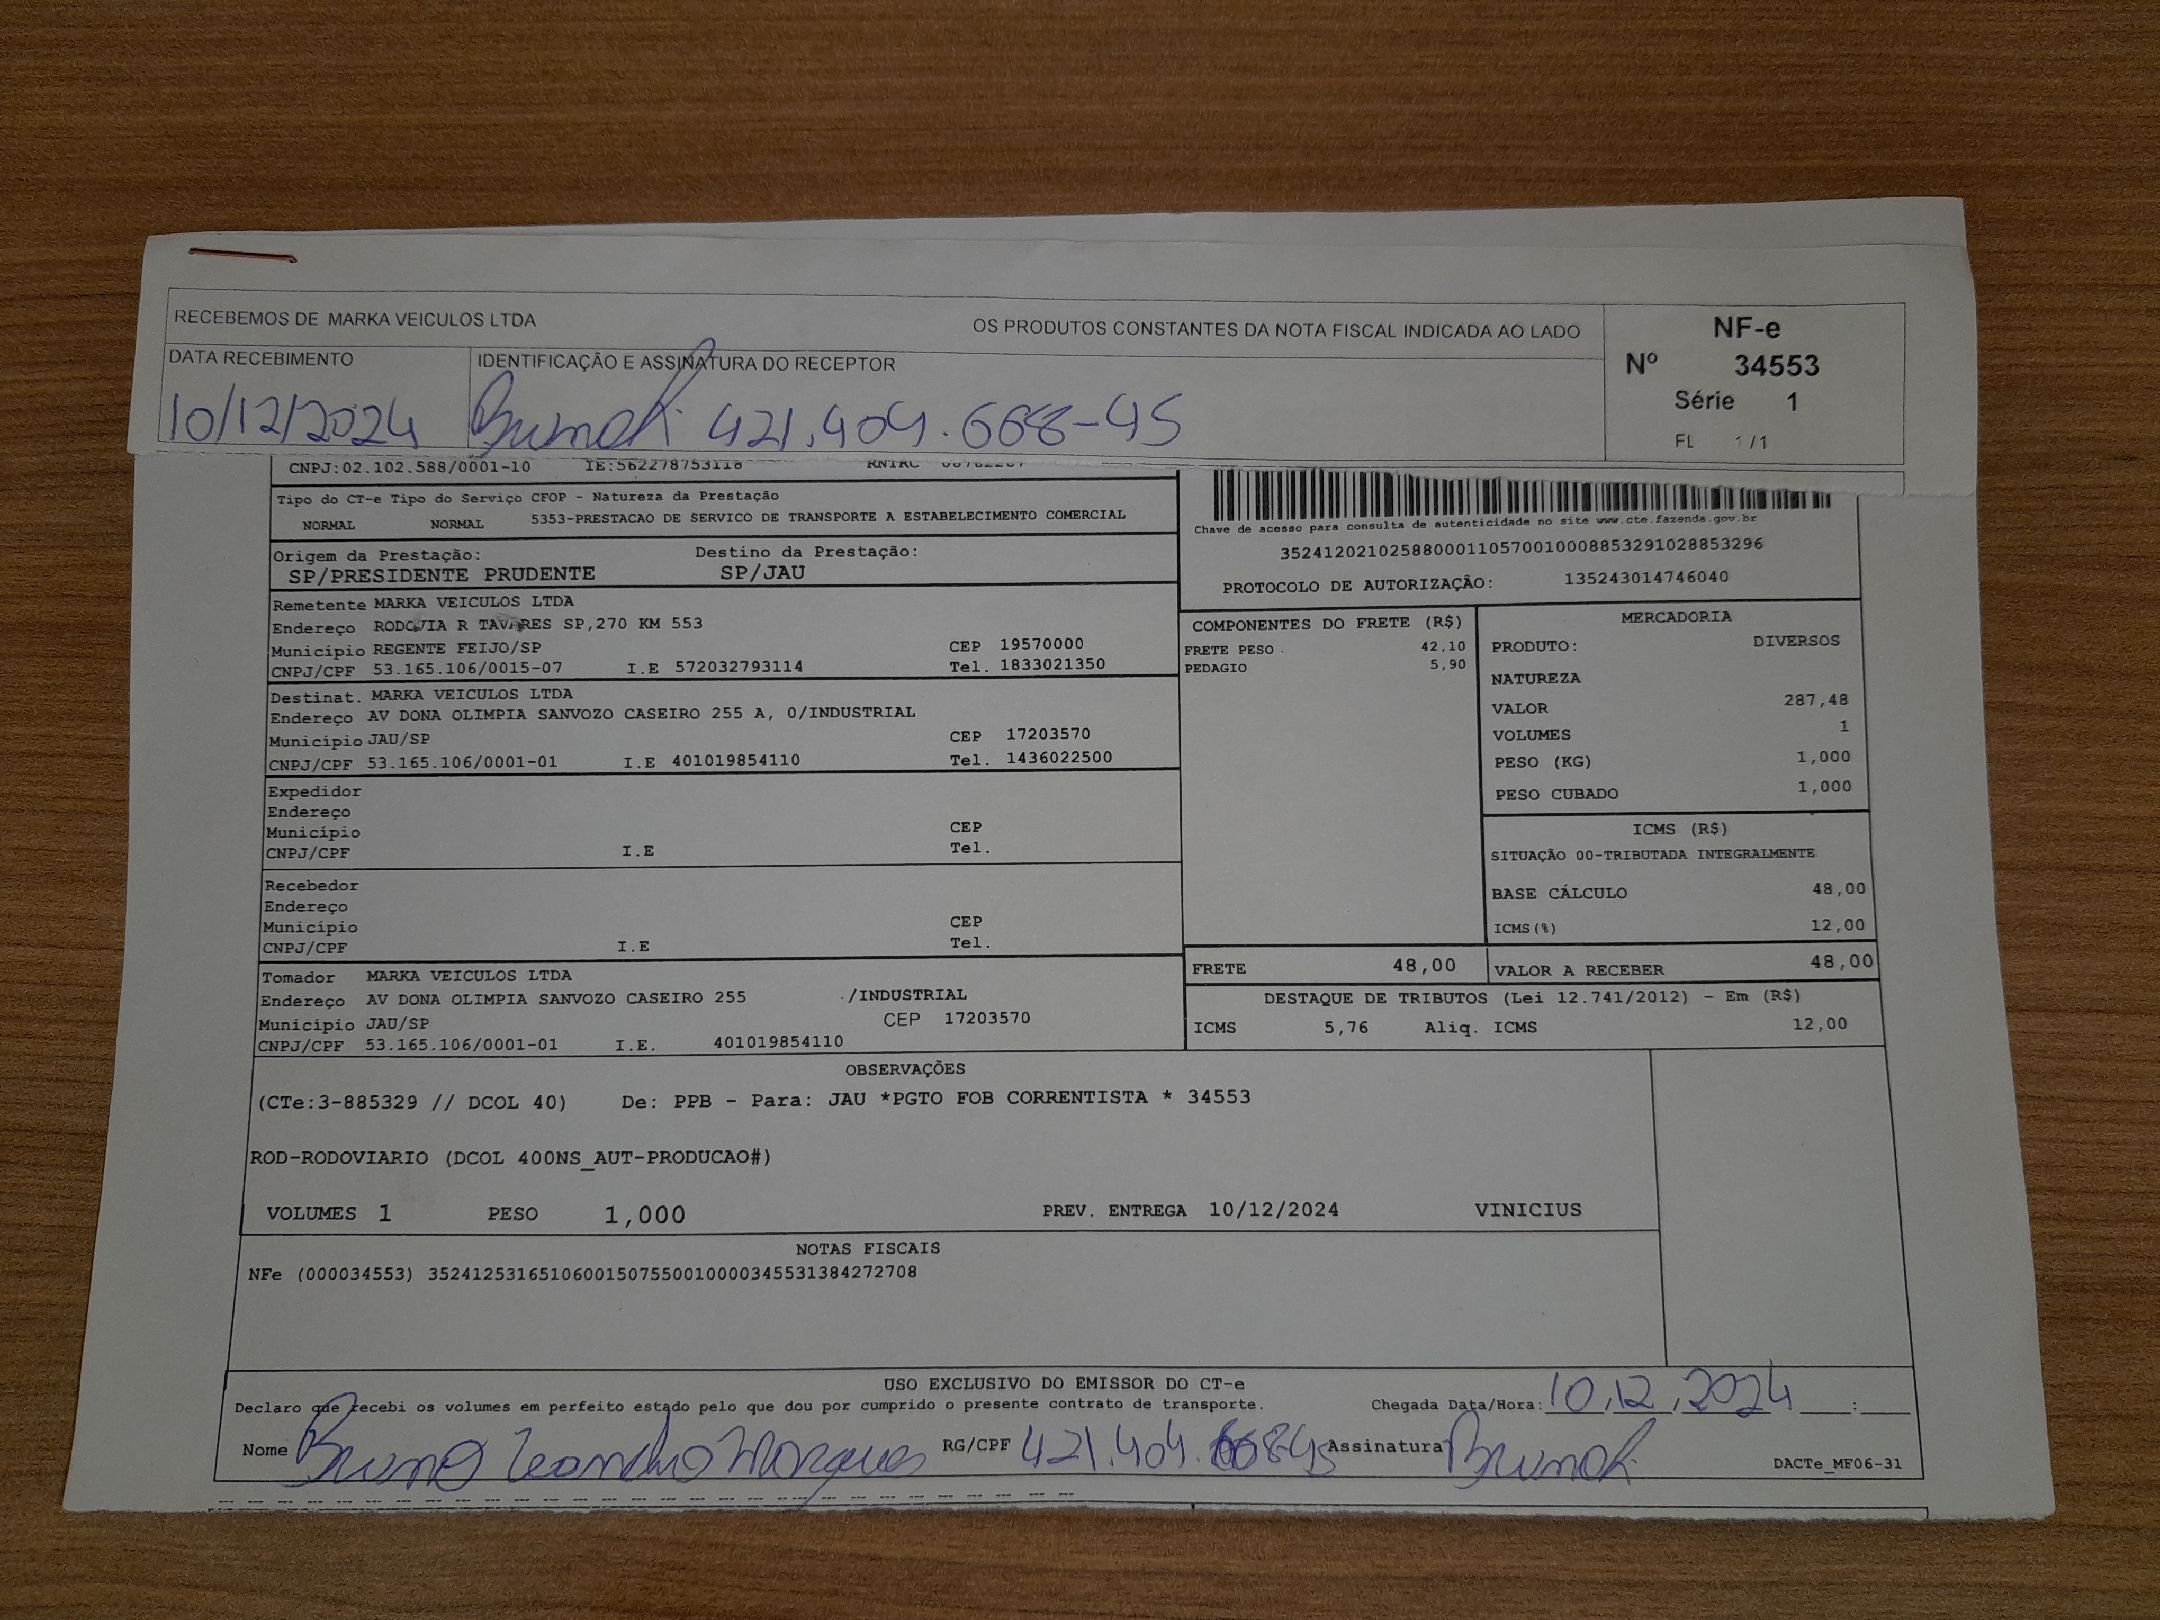 RECEBEMOS DE MARKA VEICULOS LTDA OS PRODUTOS CONSTANTES DA NOTA FISCAL INDICADA AO LADO
NF-e
Nº 34553
Série 1
FL 1/1
DATA RECEBIMENTO
10/12/2024
IDENTIFICAÇÃO E ASSINATURA DO RECEPTOR
421.404.668-45
CNPJ:02.102.588/0001-10 IE:562278753118 RNTRC
Tipo do CT-e Tipo do Serviço CFOP - Natureza da Prestação
NORMAL NORMAL 5353-PRESTACAO DE SERVICO DE TRANSPORTE A ESTABELECIMENTO COMERCIAL
Origem da Prestação: Destino da Prestação:
SP/PRESIDENTE PRUDENTE SP/JAU
Chave de acesso para consulta de autenticidade no site www.cte.fazenda.gov.br
35241202102588000110570010008853291028853296
PROTOCOLO DE AUTORIZAÇÃO: 135243014746040
Remetente MARKA VEICULOS LTDA
Endereço RODOVIA R TAVARES SP,270 KM 553
Município REGENTE FEIJO/SP CEP 19570000
CNPJ/CPF 53.165.106/0015-07 I.E 572032793114 Tel. 1833021350
Destinat. MARKA VEICULOS LTDA
Endereço AV DONA OLIMPIA SANVOZO CASEIRO 255 A, 0/INDUSTRIAL
Município JAU/SP CEP 17203570
CNPJ/CPF 53.165.106/0001-01 I.E 401019854110 Tel. 1436022500
Expedidor
Endereço
Município CEP
CNPJ/CPF I.E Tel.
Recebedor
Endereço
Município CEP
CNPJ/CPF I.E Tel.
Tomador MARKA VEICULOS LTDA
Endereço AV DONA OLIMPIA SANVOZO CASEIRO 255 /INDUSTRIAL
Município JAU/SP CEP 17203570
CNPJ/CPF 53.165.106/0001-01 I.E. 401019854110
COMPONENTES DO FRETE (R$)
FRETE PESO 42,10
PEDAGIO 5,90
MERCADORIA
PRODUTO: DIVERSOS
NATUREZA
VALOR 287,48
VOLUMES 1
PESO (KG) 1,000
PESO CUBADO 1,000
ICMS (R$)
SITUAÇÃO 00-TRIBUTADA INTEGRALMENTE
BASE CÁLCULO 48,00
ICMS(%) 12,00
FRETE 48,00 VALOR A RECEBER 48,00
DESTAQUE DE TRIBUTOS (Lei 12.741/2012) - Em (R$)
ICMS 5,76 Aliq. ICMS 12,00
OBSERVAÇÕES
(CTe:3-885329 // DCOL 40) De: PPB - Para: JAU *PGTO FOB CORRENTISTA * 34553
ROD-RODOVIARIO (DCOL 400NS_AUT-PRODUCAO#)
VOLUMES 1 PESO 1,000 PREV. ENTREGA 10/12/2024 VINICIUS
NOTAS FISCAIS
NFe (000034553) 35241253165106001507550010000345531384272708
USO EXCLUSIVO DO EMISSOR DO CT-e
Declaro que recebi os volumes em perfeito estado pelo que dou por cumprido o presente contrato de transporte. Chegada Data/Hora: 10,12,2024 :
Nome Bruno Leandro Marques RG/CPF 421.404.66845 Assinatura
DACTe_MF06-31